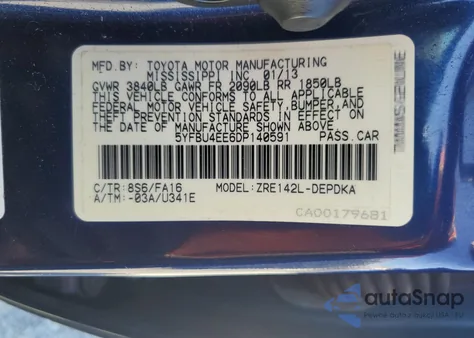 MFD. BY: TOYOTA MOTOR MANUFACTURING
MISSISSIPPI INC. 01/13
GVWR 3840LB GAWR FR 2090LB RR 1850LB
THIS VEHICLE CONFORMS TO ALL APPLICABLE
FEDERAL MOTOR VEHICLE SAFETY, BUMPER, AND
THEFT PREVENTION STANDARDS IN EFFECT ON
THE DATE OF MANUFACTURE SHOWN ABOVE.
5YFBU4EE6DP140591 PASS. CAR
C/TR: 8S6/FA16 MODEL: ZRE142L-DEPDKA
A/TM: -03A/U341E
CA00179681
autoSnap